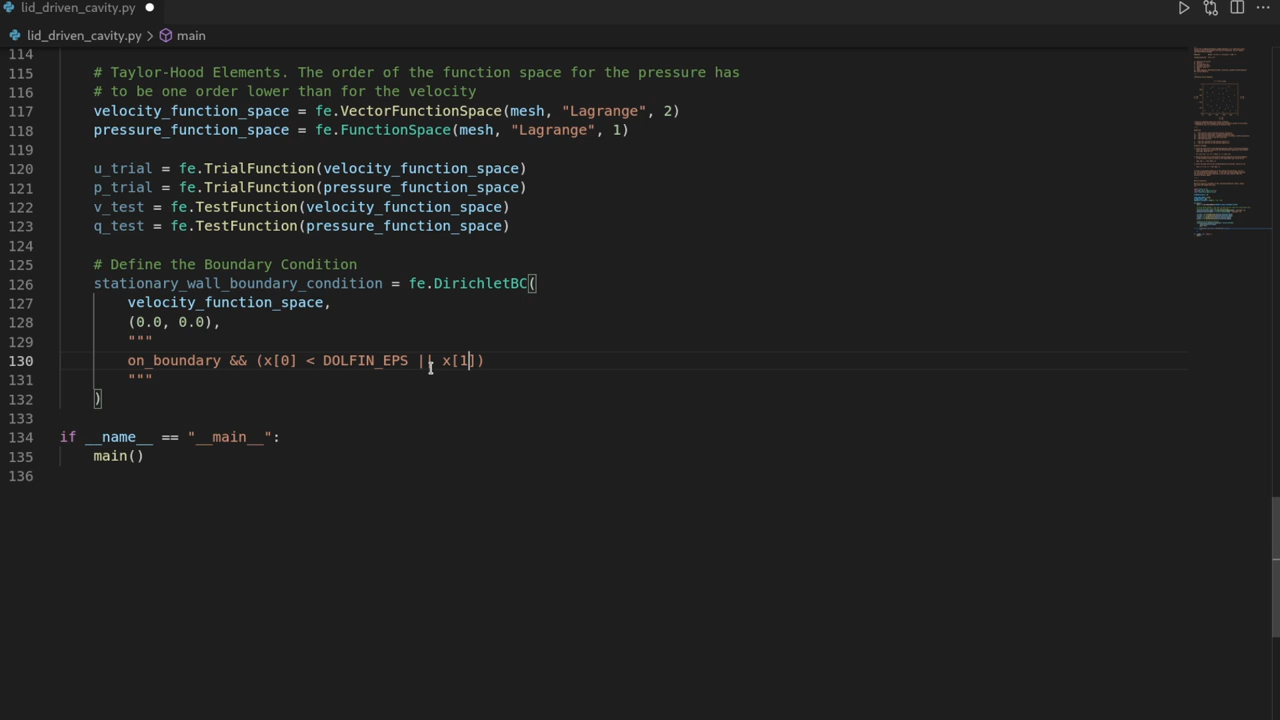 lid_driven_cavity.py
lid_driven_cavity.py > main
114
115 # Taylor-Hood Elements. The order of the function space for the pressure has
116 # to be one order lower than for the velocity
117 velocity_function_space = fe.VectorFunctionSpace(mesh, "Lagrange", 2)
118 pressure_function_space = fe.FunctionSpace(mesh, "Lagrange", 1)
119
120 u_trial = fe.TrialFunction(velocity_function_space)
121 p_trial = fe.TrialFunction(pressure_function_space)
122 v_test = fe.TestFunction(velocity_function_space)
123 q_test = fe.TestFunction(pressure_function_space)
124
125 # Define the Boundary Condition
126 stationary_wall_boundary_condition = fe.DirichletBC(
127 velocity_function_space,
128 (0.0, 0.0),
129 """
130 on_boundary && (x[0] < DOLFIN_EPS || x[1])
131 """
132 )
133
134 if __name__ == "__main__":
135 main()
136